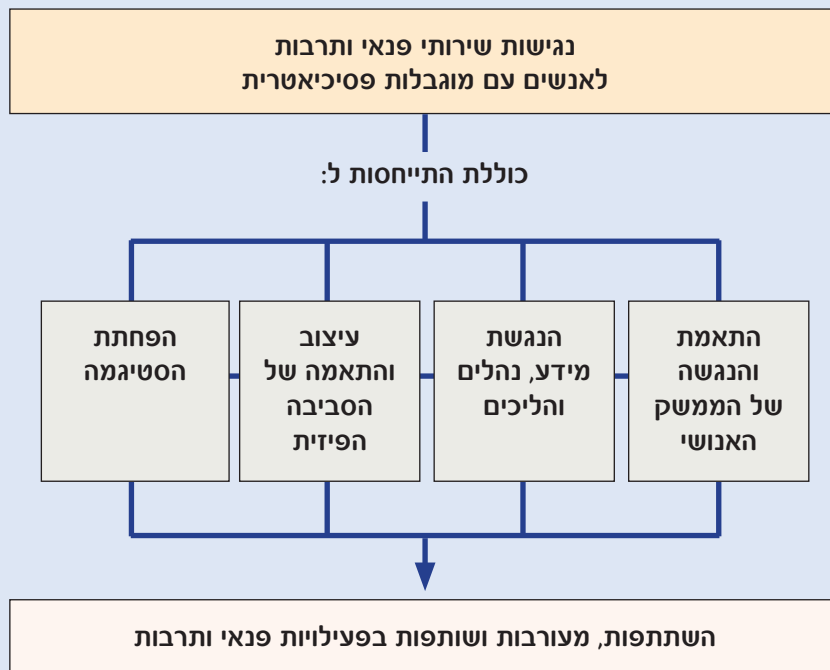 נגישות שירותי פנאי ותרבות
לאנשים עם מוגבלות פסיכיאטרית
כוללת התייחסות ל:
התאמת
והנגשה
של הממשק
האנושי
הנגשת
מידע, נהלים
והליכים
עיצוב
והתאמה של
הסביבה
הפיזית
הפחתת
הסטיגמה
השתתפות, מעורבות ושותפות בפעילויות פנאי ותרבות